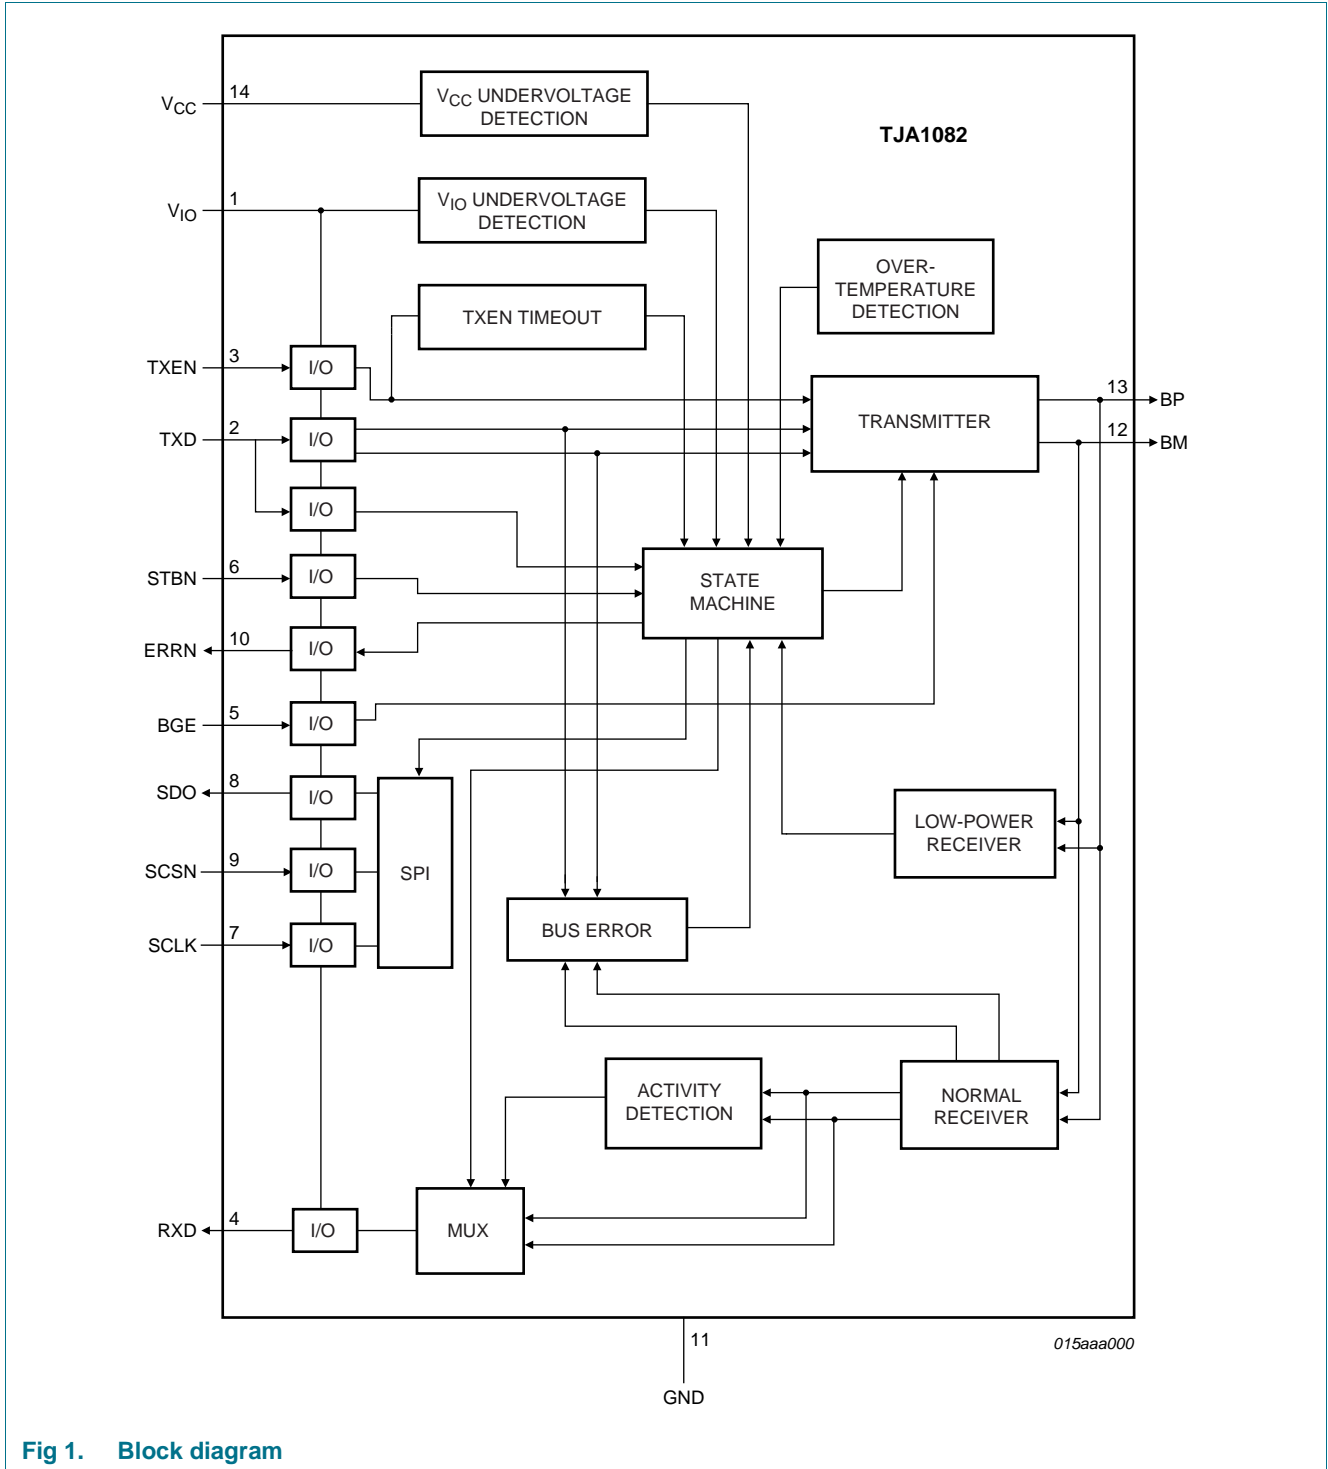 14
VCC
VCC UNDERVOLTAGE
DETECTION
TJA1082
1
VIO
VIO UNDERVOLTAGE
DETECTION
OVER-
TEMPERATURE
DETECTION
TXEN TIMEOUT
3
TXEN
I/O
13
BP
TRANSMITTER
2
TXD
I/O
12
BM
I/O
6
STBN
I/O
STATE
MACHINE
10
ERRN
I/O
5
BGE
I/O
8
SDO
I/O
LOW-POWER
RECEIVER
9
SCSN
I/O
SPI
7
SCLK
I/O
BUS ERROR
ACTIVITY
DETECTION
NORMAL
RECEIVER
4
RXD
I/O
MUX
11
015aaa000
GND
Fig 1. Block diagram